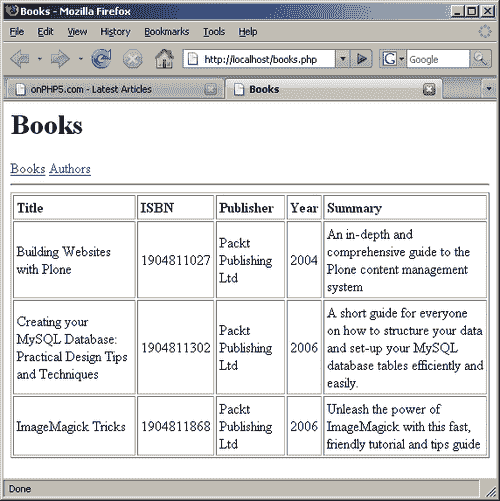 Books - Mozilla Firefox
File Edit View History Bookmarks Tools Help
http://localhost/books.php
G Google
onPHP5.com - Latest Articles
Books
Books
Books Authors
Title ISBN Publisher Year Summary
Building Websites
with Plone
1904811027
Packt
Publishing
Ltd
2004
An in-depth and
comprehensive guide to the
Plone content management
system
Creating your
MySQL Database:
Practical Design Tips
and Techniques
1904811302
Packt
Publishing
Ltd
2006
A short guide for everyone
on how to structure your data
and set-up your MySQL
database tables efficiently and
easily.
ImageMagick Tricks
1904811868
Packt
Publishing
Ltd
2006
Unleash the power of
ImageMagick with this fast,
friendly tutorial and tips guide
Done